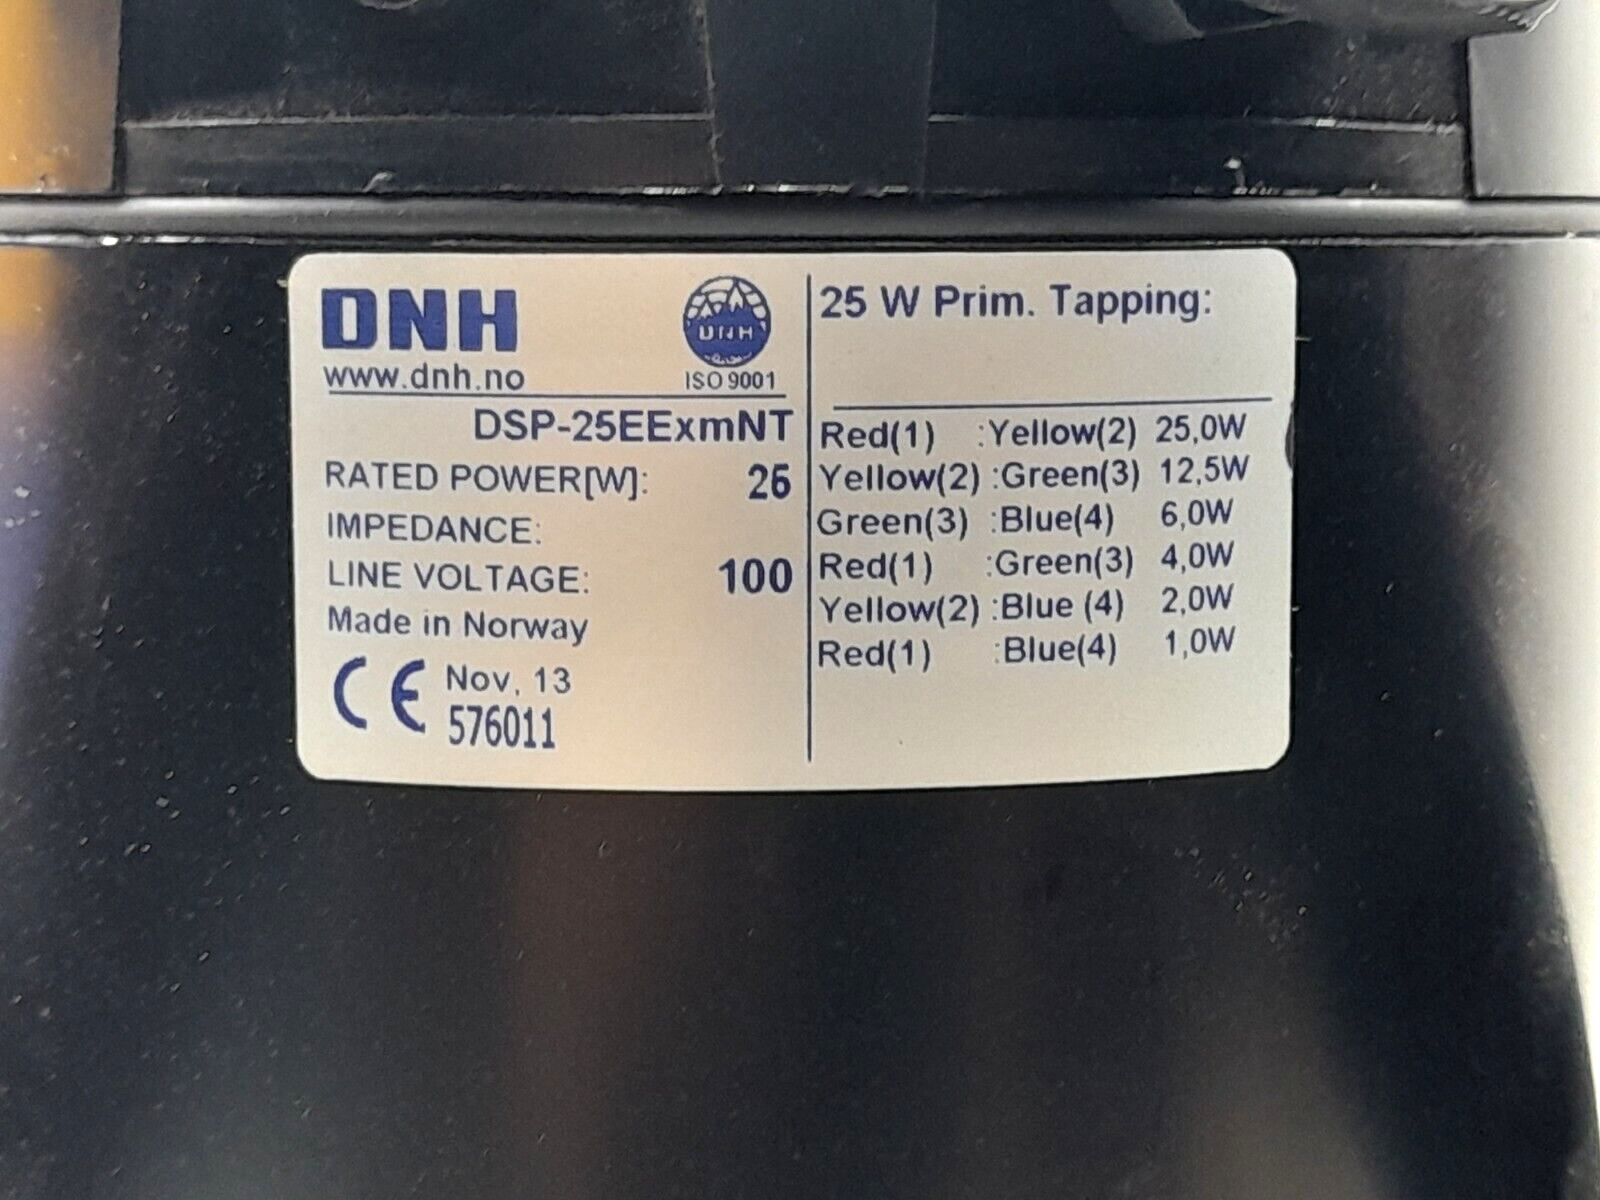 DNH
DNH
www.dnh.no
ISO 9001
DSP-25EExmNT
RATED POWER[W]: 25
IMPEDANCE:
LINE VOLTAGE: 100
Made in Norway
CE Nov, 13
576011
25 W Prim. Tapping:
Red(1) :Yellow(2) 25,0W
Yellow(2) :Green(3) 12,5W
Green(3) :Blue(4) 6,0W
Red(1) :Green(3) 4,0W
Yellow(2) :Blue (4) 2,0W
Red(1) :Blue(4) 1,0W